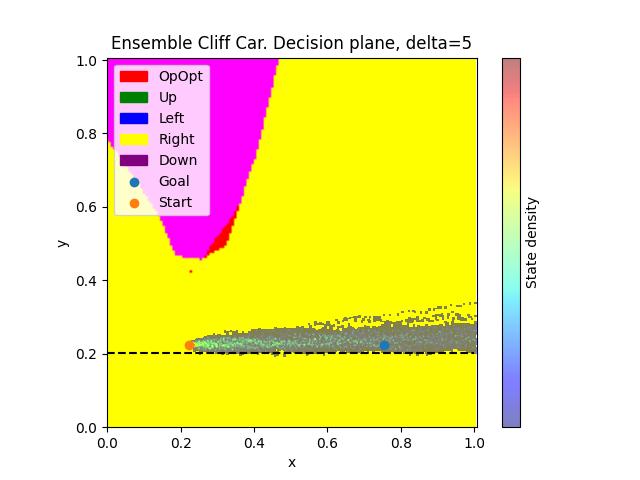 Ensemble Cliff Car. Decision plane, delta=5
1.0
0.8
0.6
0.4
0.2
0.0
y
OpOpt
Up
Left
Right
Down
Goal
Start
0.0 0.2 0.4 0.6 0.8 1.0
x
State density